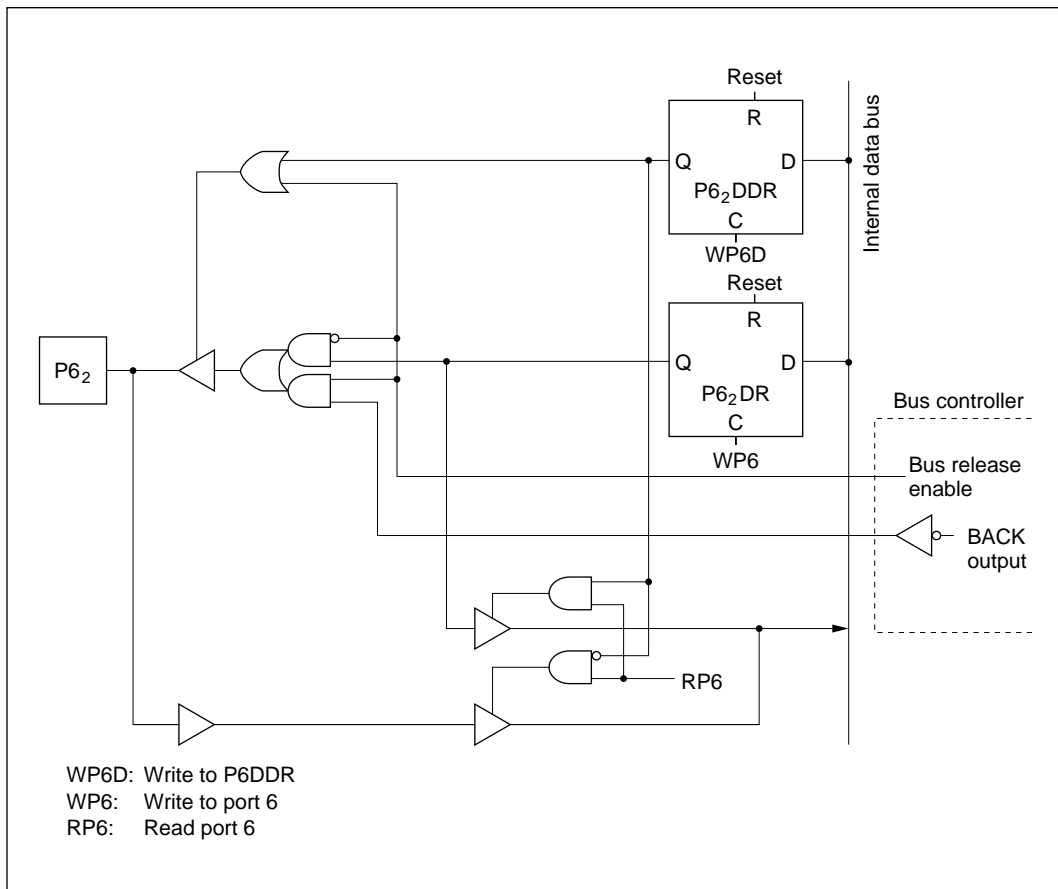 Reset
R
Q
D
P6₂DDR
C
WP6D
Internal data bus
Reset
R
P6₂
Q
D
P6₂DR
C
WP6
Bus controller
Bus release
enable
BACK
output
RP6
WP6D: Write to P6DDR
WP6: Write to port 6
RP6: Read port 6